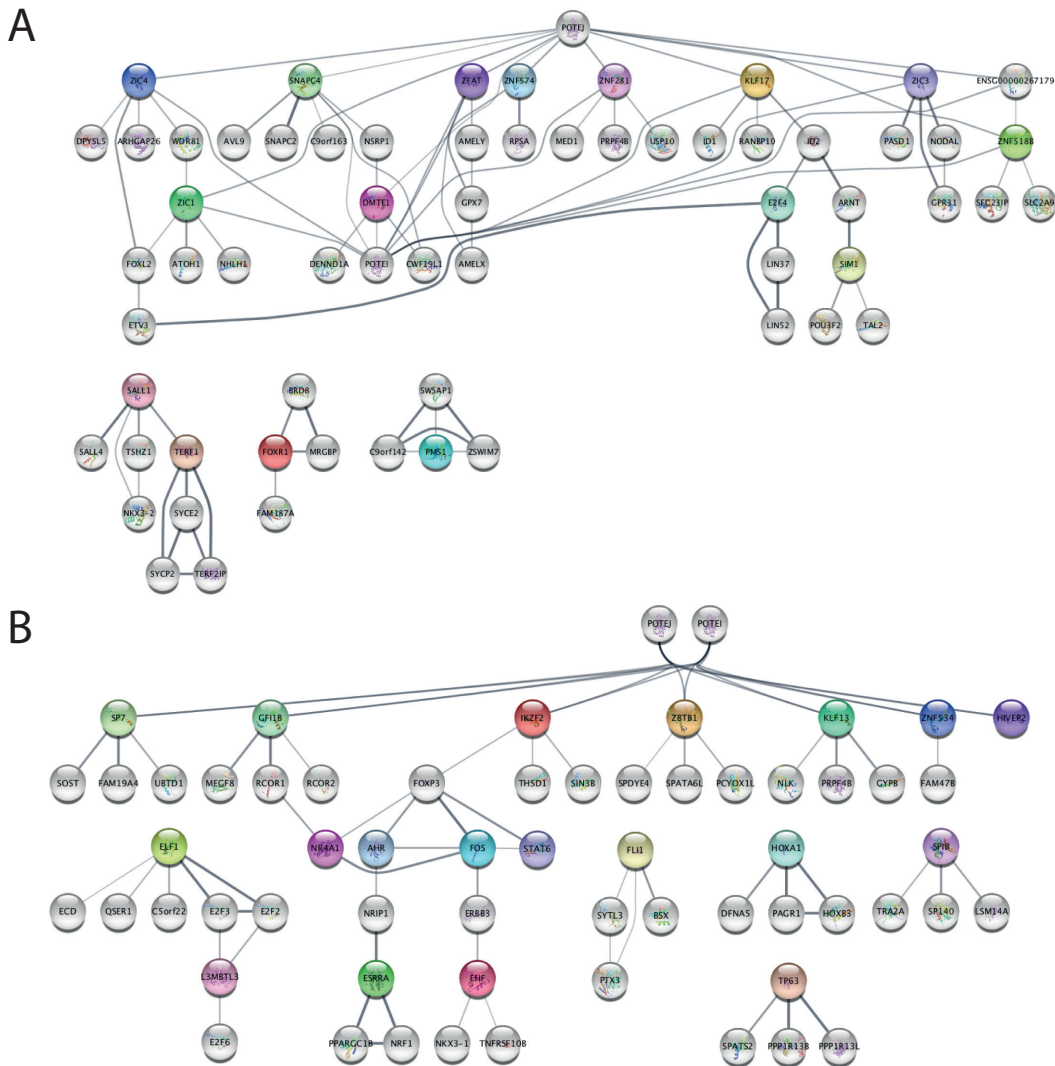 A
POTEJ
ZIC4 SNAPC4 ZFAT ZNF574 ZNF281 KLF17 ZIC3 ENSG00000267179
DPYSL5 ARHGAP26 WDR81 AVL9 SNAPC2 C9orf163 NSRP1 AMELY RPSA MED1 PRPF4B USP10 ID1 RANBP10 ID2 PASD1 NODAL ZNF518B
ZIC1 DMTF1 GPX7 E2F4 ARNT GPR31 SEC23IP SLC2A9
FOXL2 ATOH1 NHLH1 DENND1A POTEI CWF19L1 AMELX LIN37 SIM1
ETV3 LIN52 POU3F2 TAL2
SALL1 BRD8 SWSAP1
SALL4 TSHZ1 TERF1 FOXR1 MRGBP C9orf142 PMS1 ZSWIM7
NKX3-2 SYCE2 FAM187A
SYCP2 TERF2IP
B
POTEJ POTEI
SP7 GFI1B IKZF2 ZBTB1 KLF13 ZNF534 HIVEP2
SOST FAM19A4 UBTD1 MEGF8 RCOR1 RCOR2 FOXP3 THSD1 SIN3B SPDYE4 SPATA6L PCYOX1L NLK PRPF4B GYPB FAM47B
ELF1 NR4A1 AHR FOS STAT6 FLI1 HOXA1 SPIB
ECD QSER1 C5orf22 E2F3 E2F2 NRIP1 ERBB3 SYTL3 BSX DFNA5 PAGR1 HOXB3 TRA2A SP140 LSM14A
L3MBTL3 ESRRA EHF PTX3 TP63
E2F6 PPARGC1B NRF1 NKX3-1 TNFRSF10B SPATS2 PPP1R13B PPP1R13L